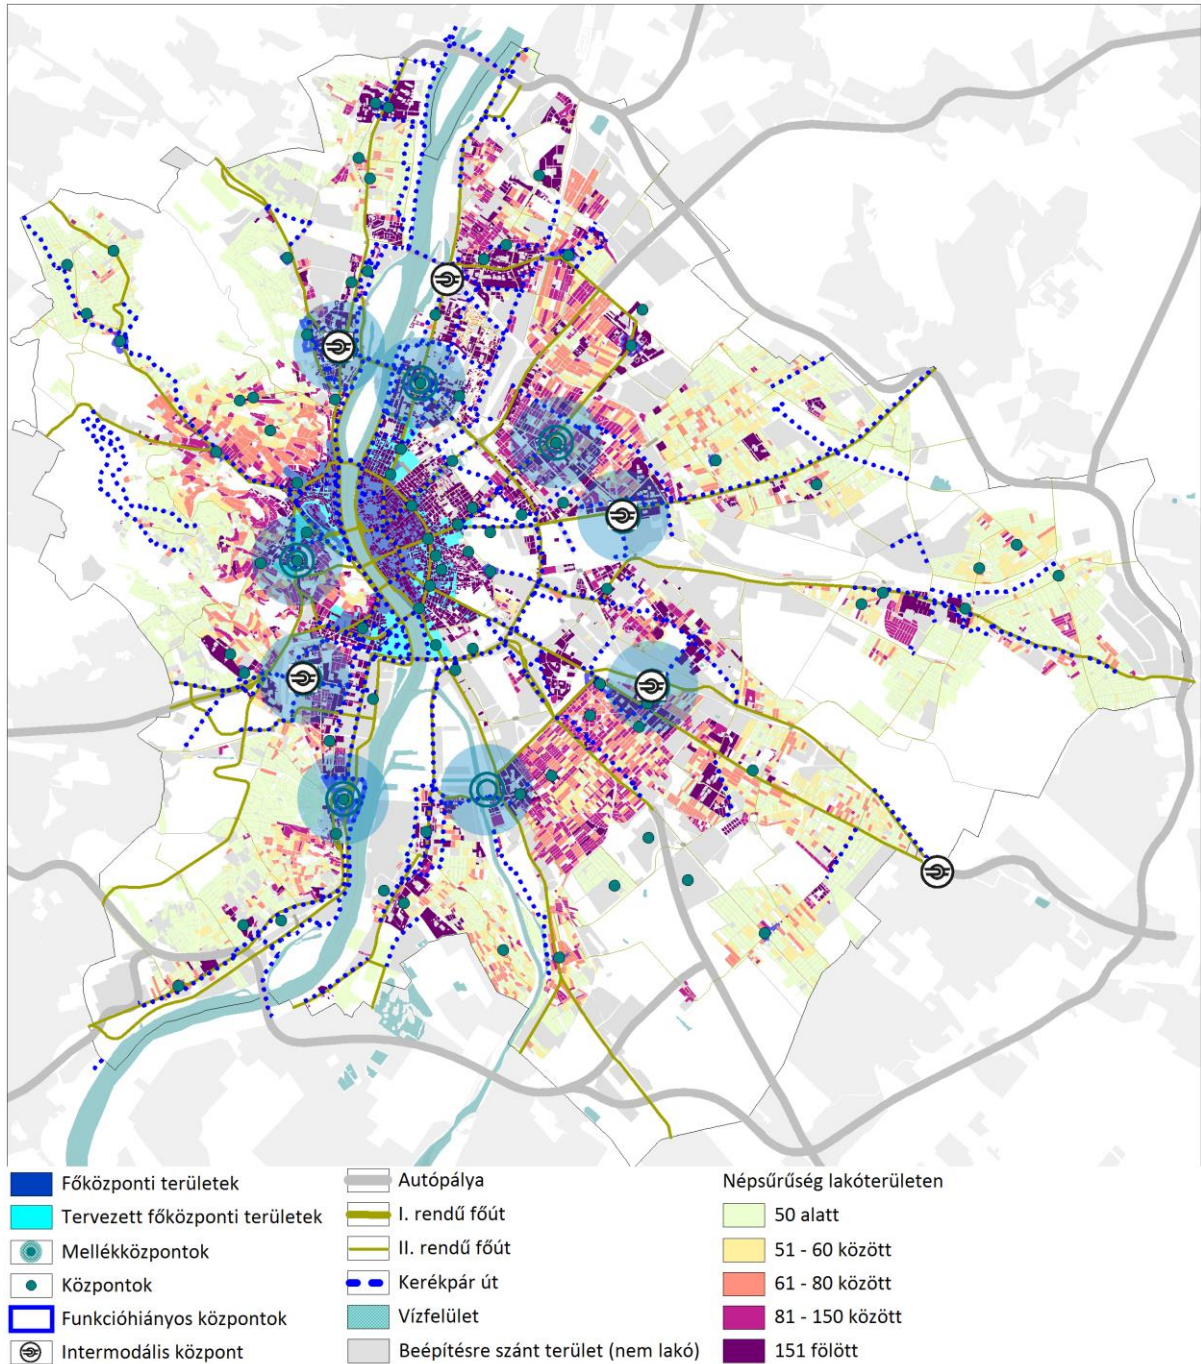 Főközponti területek
Tervezett főközponti területek
Mellékközpontok
Központok
Funkcióhiányos központok
Intermodális központ
Autópálya
I. rendű főút
II. rendű főút
Kerékpár út
Vízfelület
Beépítésre szánt terület (nem lakó)
Népsűrűség lakóterületen
50 alatt
51 - 60 között
61 - 80 között
81 - 150 között
151 fölött